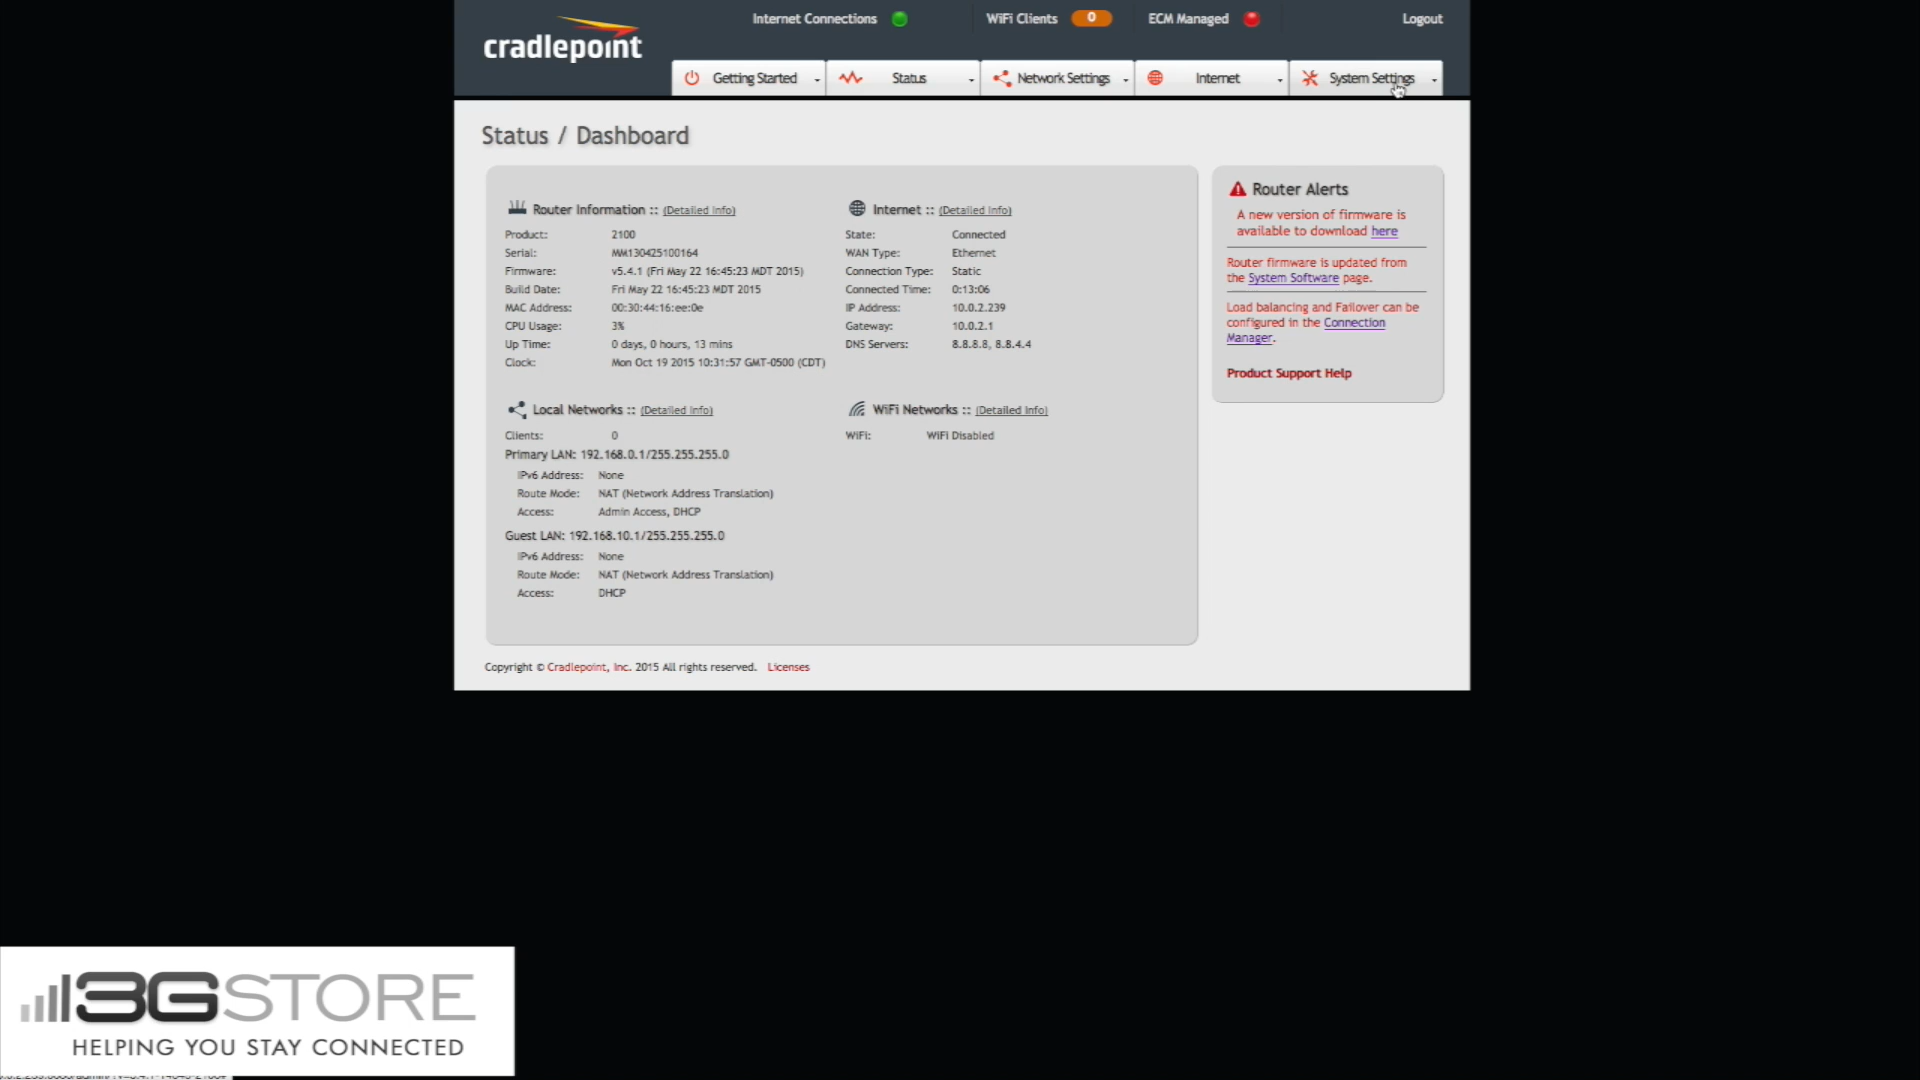 Internet Connections
WiFi Clients 0
ECM Managed
Logout
cradlepoint
Getting Started
Status
Network Settings
Internet
System Settings
Status / Dashboard
Router Information :: (Detailed Info)
Product: 2100
Serial: MM130425100164
Firmware: v5.4.1 (Fri May 22 16:45:23 MDT 2015)
Build Date: Fri May 22 16:45:23 MDT 2015
MAC Address: 00:30:44:16:ee:0e
CPU Usage: 3%
Up Time: 0 days, 0 hours, 13 mins
Clock: Mon Oct 19 2015 10:31:57 GMT-0500 (CDT)
Internet :: (Detailed Info)
State: Connected
WAN Type: Ethernet
Connection Type: Static
Connected Time: 0:13:06
IP Address: 10.0.2.239
Gateway: 10.0.2.1
DNS Servers: 8.8.8.8, 8.8.4.4
Local Networks :: (Detailed Info)
Clients: 0
Primary LAN: 192.168.0.1/255.255.255.0
IPv6 Address: None
Route Mode: NAT (Network Address Translation)
Access: Admin Access, DHCP
Guest LAN: 192.168.10.1/255.255.255.0
IPv6 Address: None
Route Mode: NAT (Network Address Translation)
Access: DHCP
WiFi Networks :: (Detailed Info)
WiFi: WiFi Disabled
Router Alerts
A new version of firmware is
available to download here
Router firmware is updated from
the System Software page.
Load balancing and Failover can be
configured in the Connection
Manager.
Product Support Help
Copyright © Cradlepoint, Inc. 2015 All rights reserved. Licenses
3GSTORE
HELPING YOU STAY CONNECTED